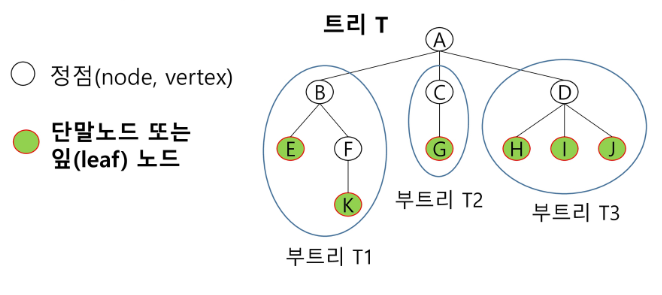 트리 T
정점(node, vertex)
단말노드 또는
잎(leaf) 노드
A
B
C
D
E
F
G
H
I
J
K
부트리 T1
부트리 T2
부트리 T3